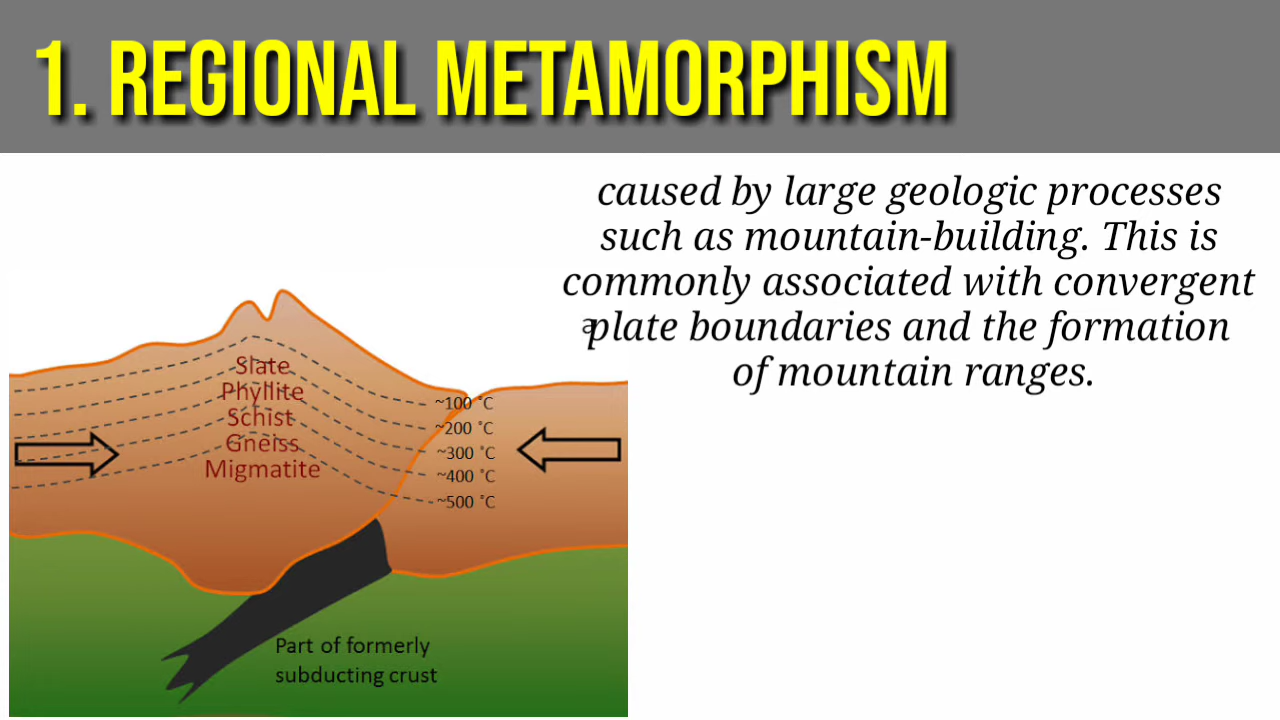 1. REGIONAL METAMORPHISM
caused by large geologic processes
such as mountain-building. This is
commonly associated with convergent
plate boundaries and the formation
of mountain ranges.
Slate
Phyllite
Schist
Gneiss
Migmatite
~100 ˚C
~200 ˚C
~300 ˚C
~400 ˚C
~500 ˚C
Part of formerly
subducting crust